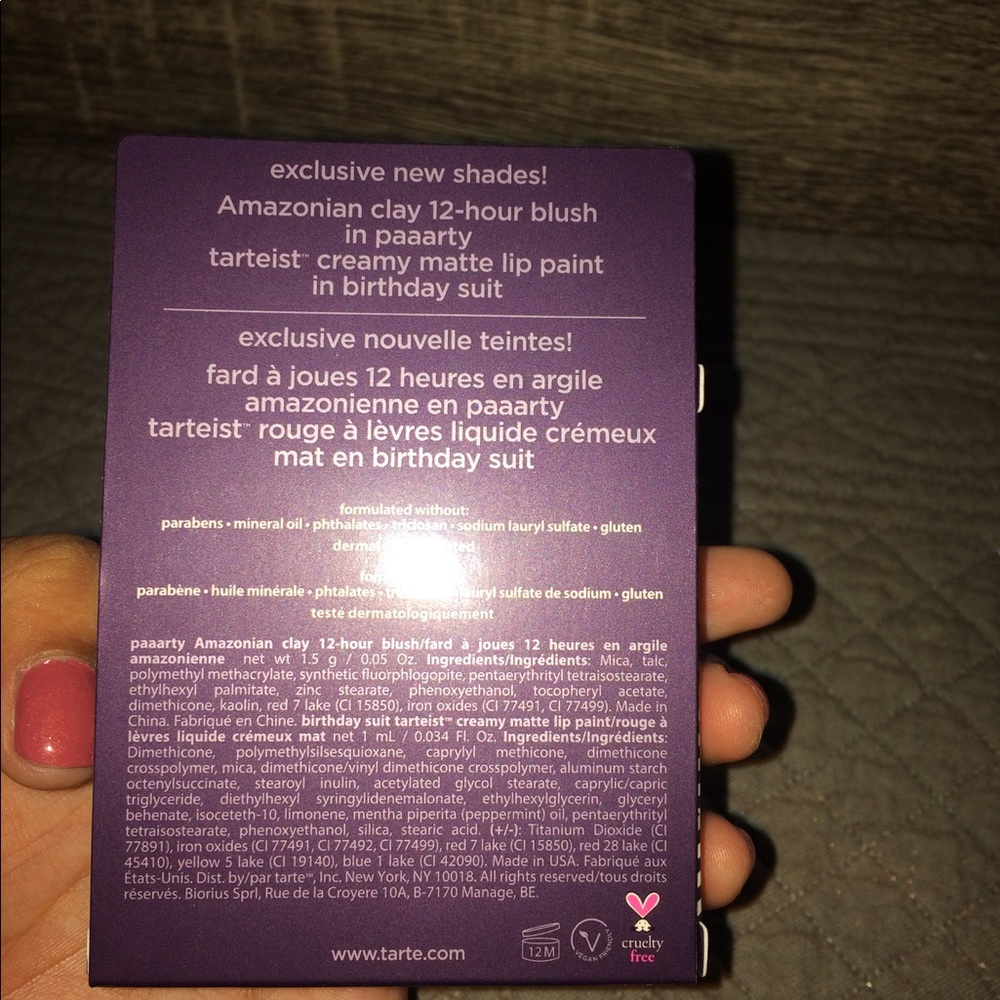 exclusive new shades!
Amazonian clay 12-hour blush
in paaarty
tarteist™ creamy matte lip paint
in birthday suit
exclusive nouvelle teintes!
fard à joues 12 heures en argile
amazonienne en paaarty
tarteist™ rouge à lèvres liquide crémeux
mat en birthday suit
formulated without:
parabens • mineral oil • phthalates • triclosan • sodium lauryl sulfate • gluten
parabène • huile minérale • phtalates • lauryl sulfate de sodium • gluten
testé dermatologiquement
paaarty Amazonian clay 12-hour blush/fard à joues 12 heures en argile
amazonienne net wt 1.5 g / 0.05 Oz. Ingredients/Ingrédients: Mica, talc,
polymethyl methacrylate, synthetic fluorphlogopite, pentaerythrityl tetraisostearate,
ethylhexyl palmitate, zinc stearate, phenoxyethanol, tocopheryl acetate,
dimethicone, kaolin, red 7 lake (CI 15850), iron oxides (CI 77491, CI 77499). Made in
China. Fabriqué en Chine. birthday suit tarteist™ creamy matte lip paint/rouge à
lèvres liquide crémeux mat net 1 mL / 0.034 Fl. Oz. Ingredients/Ingrédients:
Dimethicone, polymethylsilsesquioxane, caprylyl methicone, dimethicone
crosspolymer, mica, dimethicone/vinyl dimethicone crosspolymer, aluminum starch
octenylsuccinate, stearoyl inulin, acetylated glycol stearate, caprylic/capric
triglyceride, diethylhexyl syringylidenemalonate, ethylhexylglycerin, glyceryl
behenate, isoceteth-10, limonene, mentha piperita (peppermint) oil, pentaerythrityl
tetraisostearate, phenoxyethanol, silica, stearic acid. (+/-): Titanium Dioxide (CI
77891), iron oxides (CI 77491, CI 77492, CI 77499), red 7 lake (CI 15850), red 28 lake (CI
45410), yellow 5 lake (CI 19140), blue 1 lake (CI 42090). Made in USA. Fabriqué aux
États-Unis. Dist. by/par tarte™, Inc. New York, NY 10018. All rights reserved/tous droits
réservés. Biorius Sprl, Rue de la Croyere 10A, B-7170 Manage, BE.
www.tarte.com
12 M
VEGAN FRIENDLY
cruelty
free